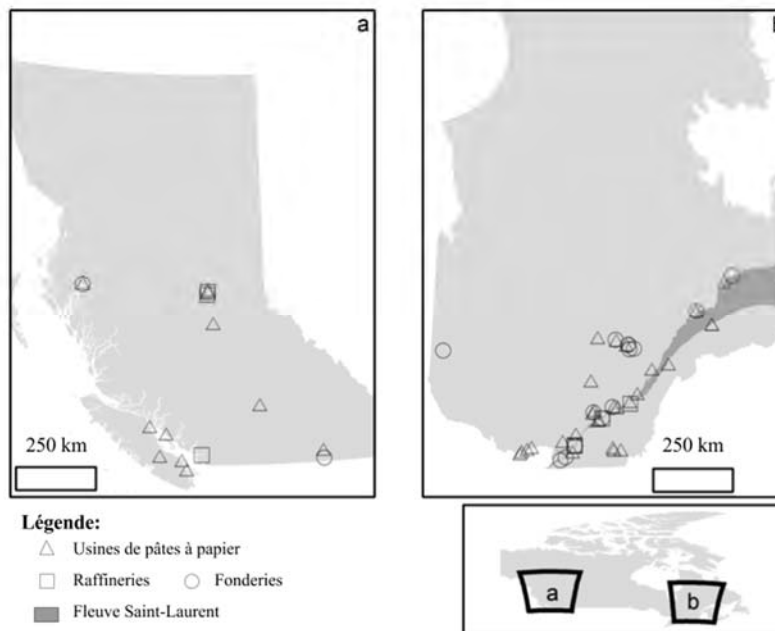 a
b
250 km
250 km
Légende:
Usines de pâtes à papier
Raffineries
Fonderies
Fleuve Saint-Laurent
a
b